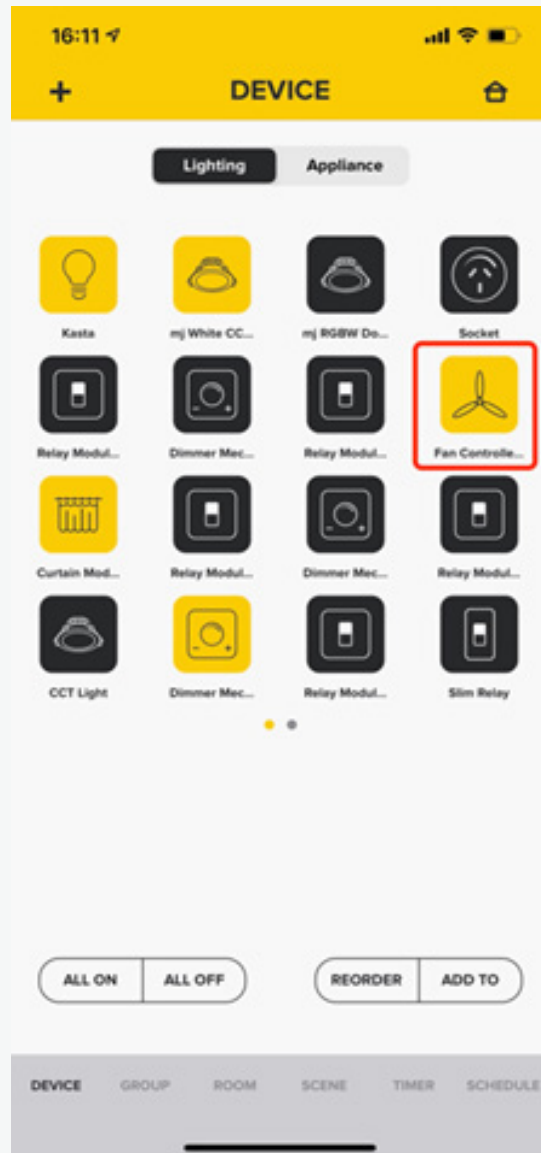 16:11
DEVICE
Lighting Appliance
Kasta mj White CC... mj RGBW Do... Socket
Relay Modul... Dimmer Mec... Relay Modul... Fan Controlle...
Curtain Mod... Relay Modul... Dimmer Mec... Relay Modul...
CCT Light Dimmer Mec... Relay Modul... Slim Relay
ALL ON ALL OFF REORDER ADD TO
DEVICE GROUP ROOM SCENE TIMER SCHEDULE